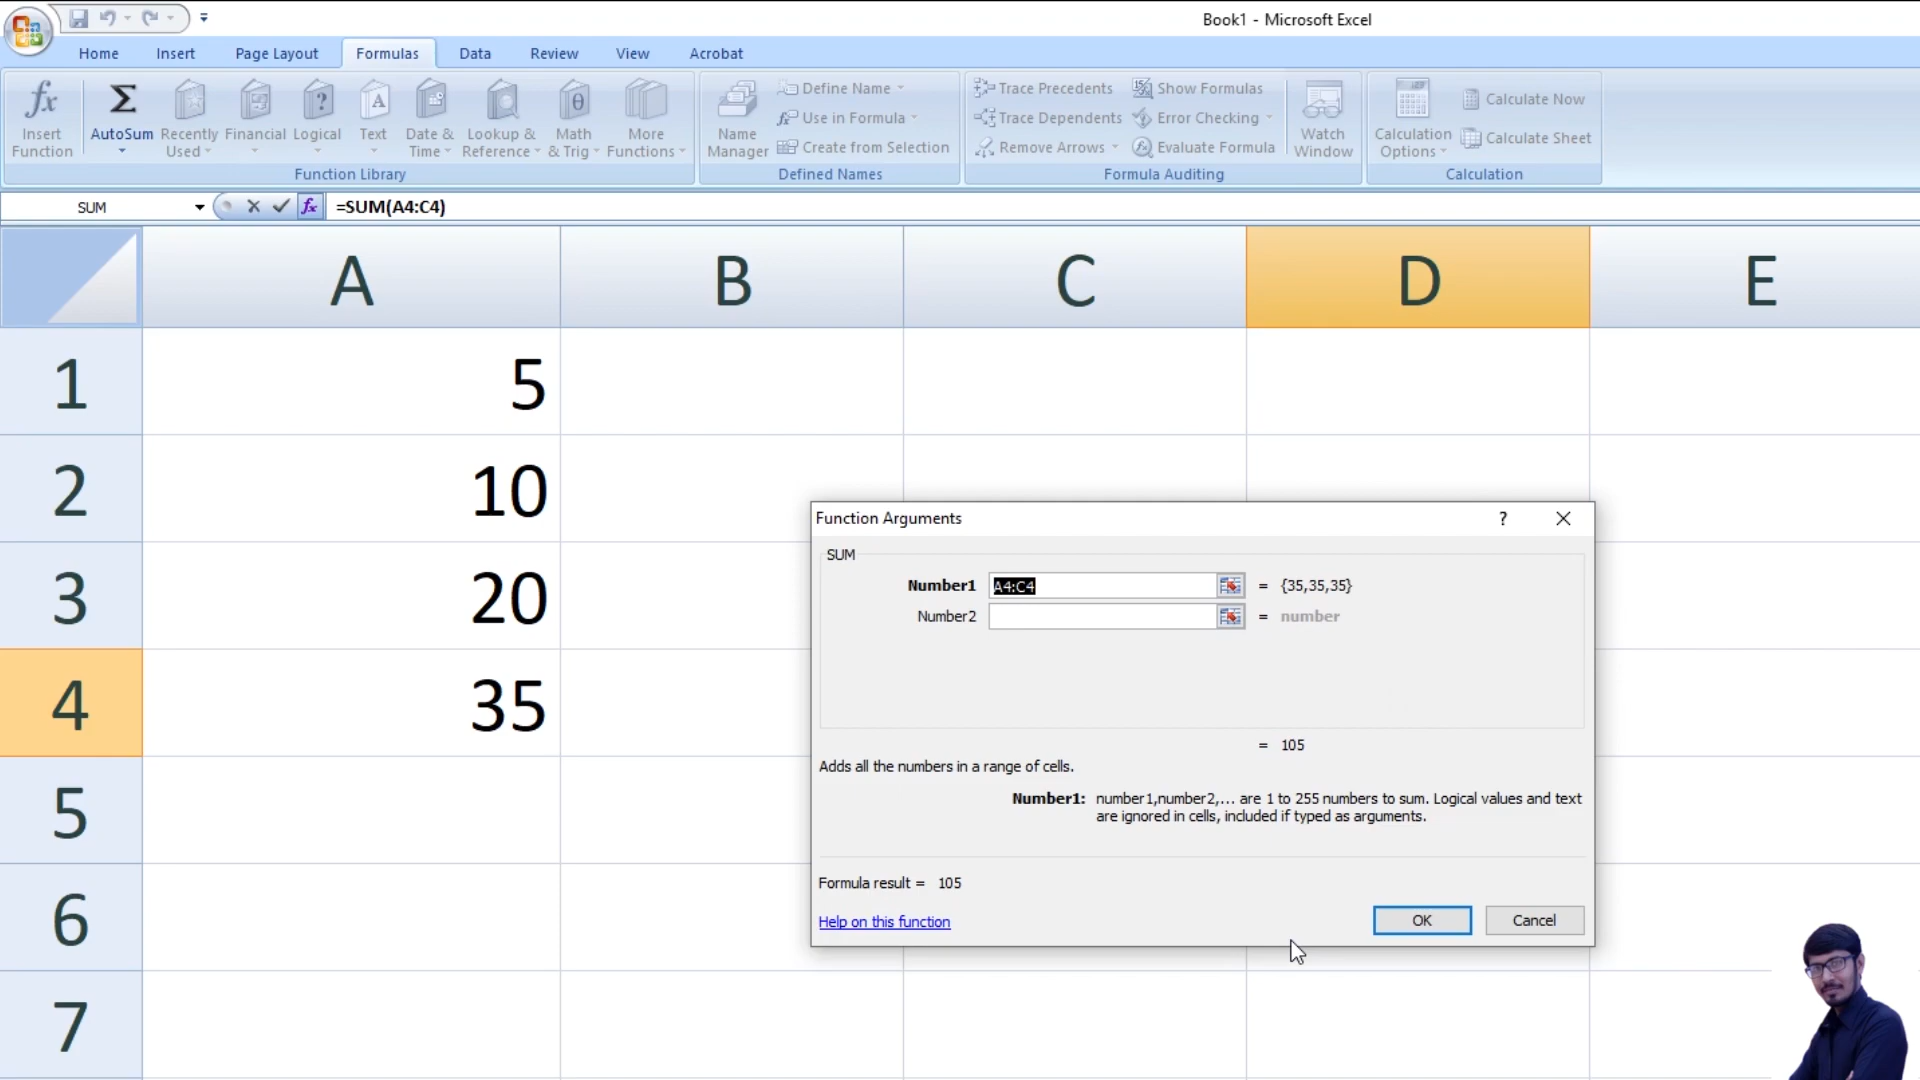 Book1 - Microsoft Excel
Home Insert Page Layout Formulas Data Review View Acrobat
fx Insert Function
Σ AutoSum
Recently Used
Financial
Logical
Text
Date & Time
Lookup & Reference
Math & Trig
More Functions
Function Library
Name Manager
Define Name
Use in Formula
Create from Selection
Defined Names
Trace Precedents
Trace Dependents
Remove Arrows
Show Formulas
Error Checking
Evaluate Formula
Watch Window
Formula Auditing
Calculation Options
Calculate Now
Calculate Sheet
Calculation
SUM fx =SUM(A4:C4)
A B C D E
1 5
2 10
3 20
4 35
5
6
7
Function Arguments ?
SUM
Number1 A4:C4 = {35,35,35}
Number2 = number
= 105
Adds all the numbers in a range of cells.
Number1: number1,number2,... are 1 to 255 numbers to sum. Logical values and text
are ignored in cells, included if typed as arguments.
Formula result = 105
Help on this function OK Cancel